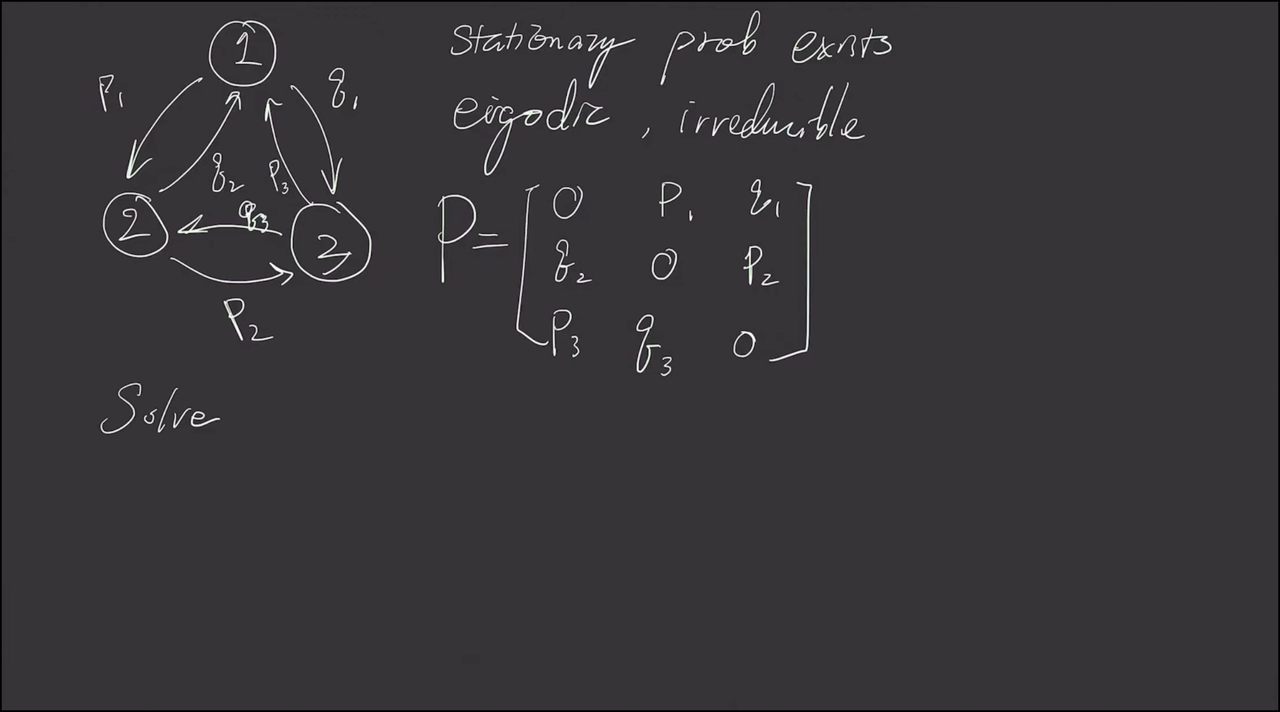 Stationary prob exists
ergodic, irreducible
1
p₁
q₁
q₂
p₃
2
q₃
3
p₂
P = [ 0 p₁ q₁
q₂ 0 p₂
p₃ q₃ 0 ]
Solve